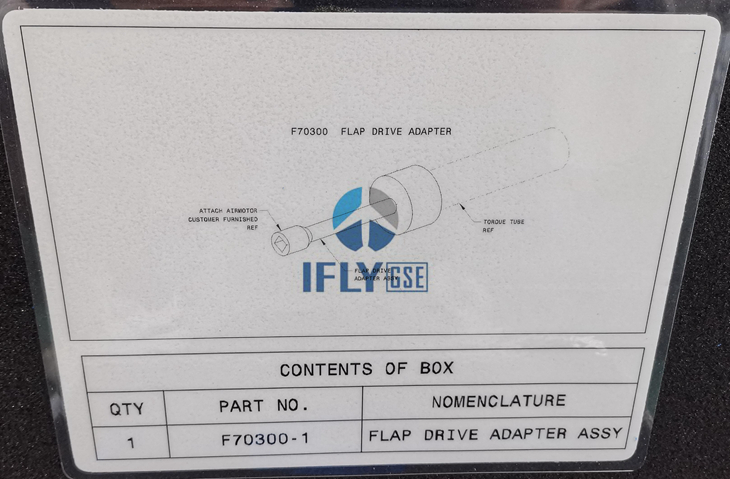 F70300 FLAP DRIVE ADAPTER
ATTACH AIRMOTOR
CUSTOMER FURNISHED
REF
TORQUE TUBE
REF
FLAP DRIVE
ADAPTER ASSY
IFLY GSE
CONTENTS OF BOX
QTY PART NO. NOMENCLATURE
1 F70300-1 FLAP DRIVE ADAPTER ASSY